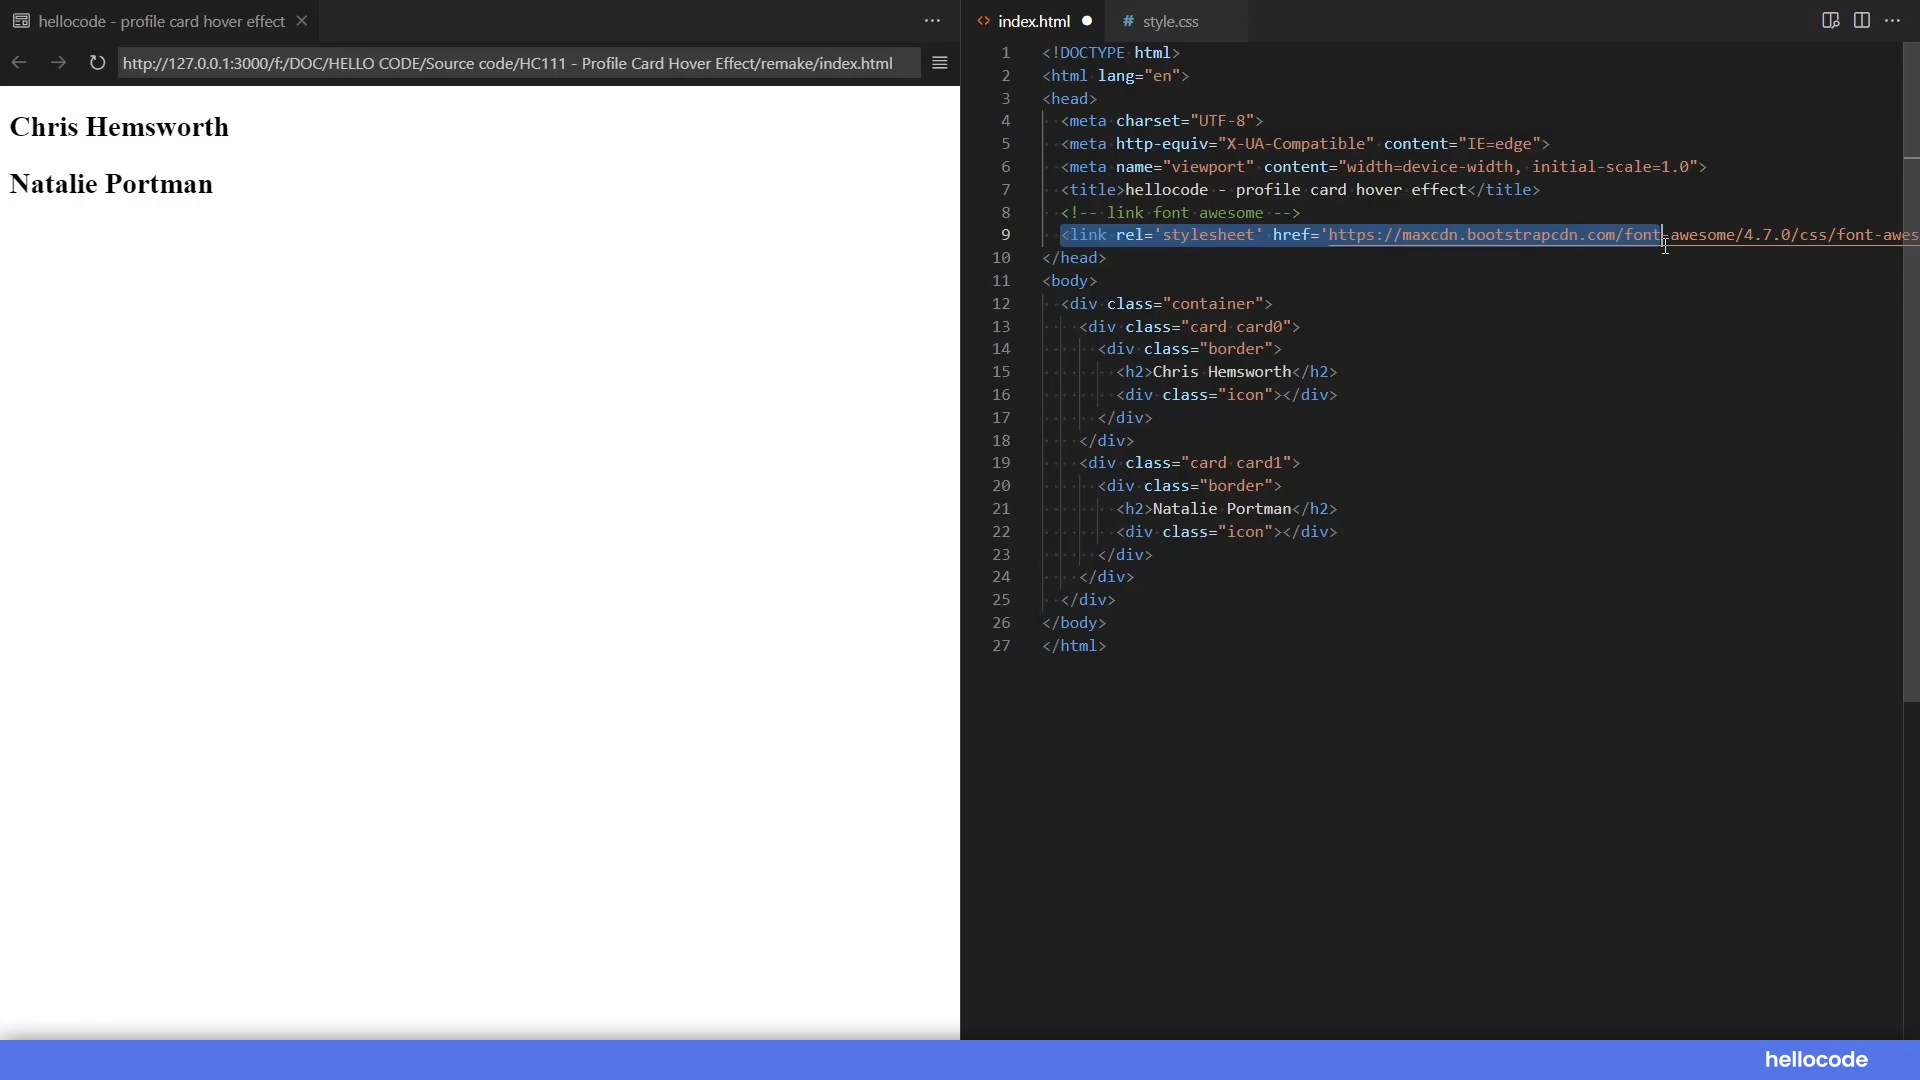 hellocode - profile card hover effect
http://127.0.0.1:3000/f:/DOC/HELLO CODE/Source code/HC111 - Profile Card Hover Effect/remake/index.html
Chris Hemsworth
Natalie Portman
index.html
# style.css
1 <!DOCTYPE html>
2 <html lang="en">
3 <head>
4 <meta charset="UTF-8">
5 <meta http-equiv="X-UA-Compatible" content="IE=edge">
6 <meta name="viewport" content="width=device-width, initial-scale=1.0">
7 <title>hellocode - profile card hover effect</title>
8 <!-- link font awesome -->
9 <link rel='stylesheet' href='https://maxcdn.bootstrapcdn.com/font-awesome/4.7.0/css/font-awes
10 </head>
11 <body>
12 <div class="container">
13 <div class="card card0">
14 <div class="border">
15 <h2>Chris Hemsworth</h2>
16 <div class="icon"></div>
17 </div>
18 </div>
19 <div class="card card1">
20 <div class="border">
21 <h2>Natalie Portman</h2>
22 <div class="icon"></div>
23 </div>
24 </div>
25 </div>
26 </body>
27 </html>
hellocode